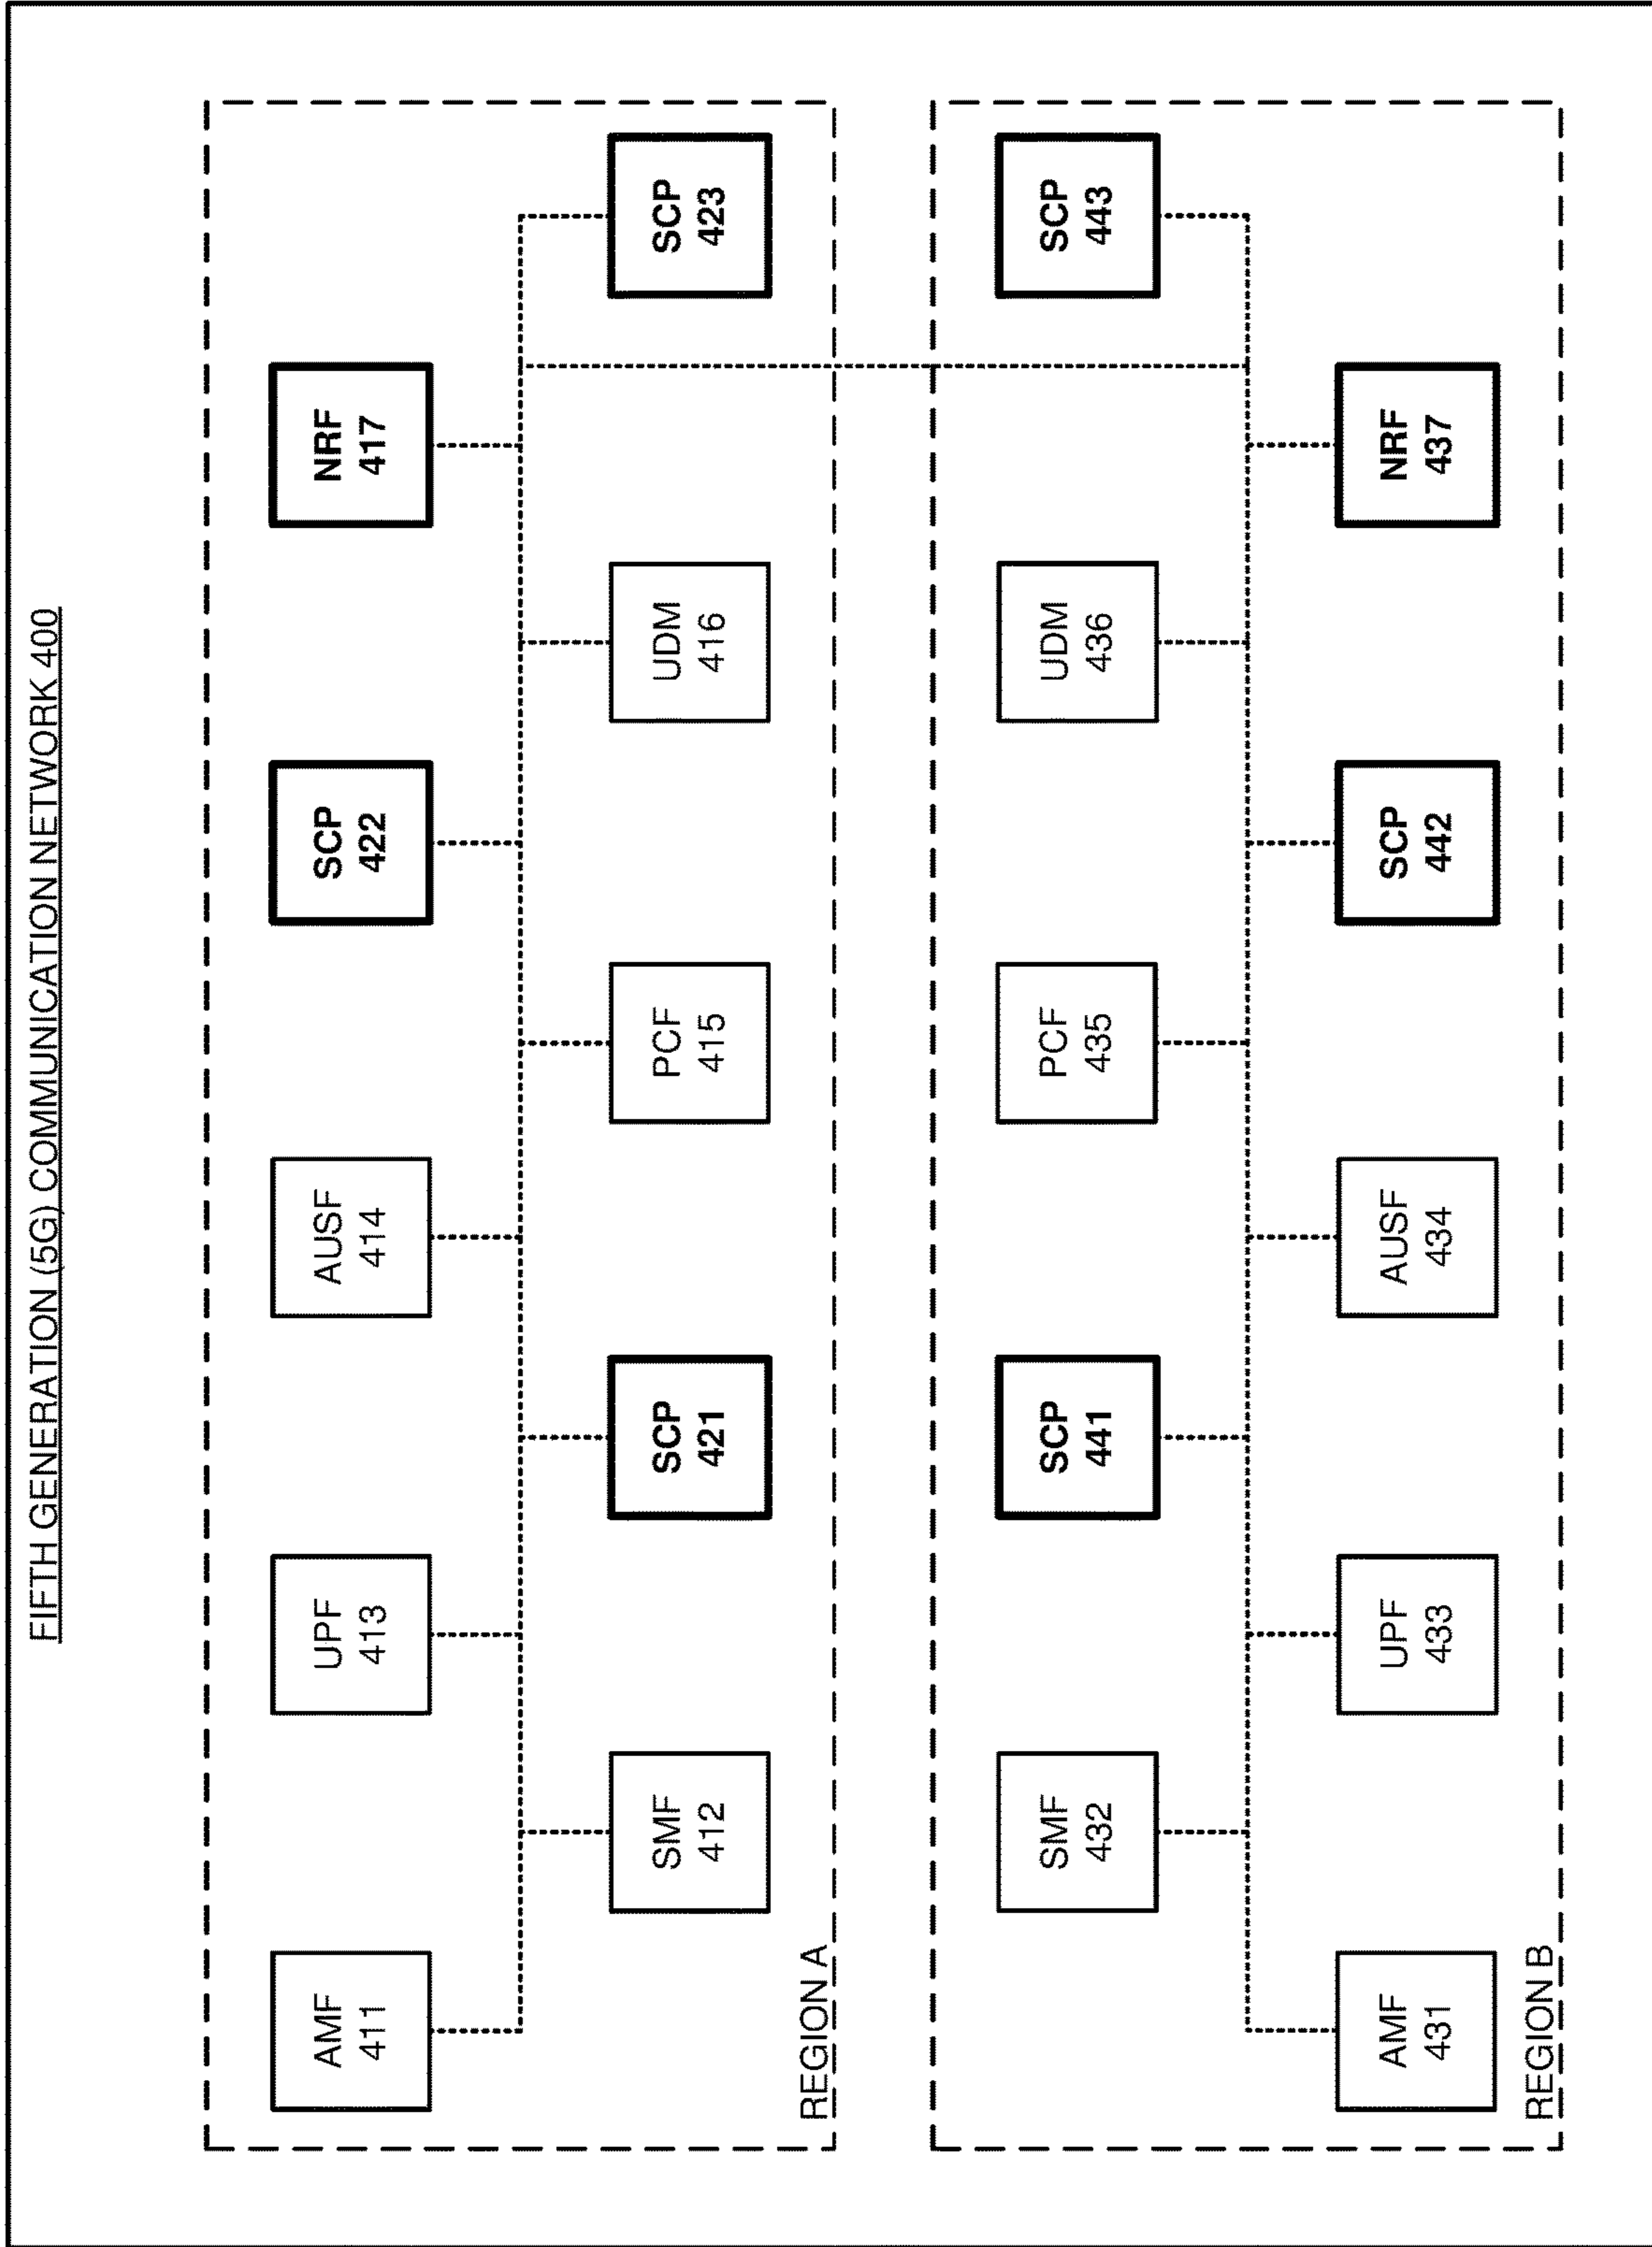 FIFTH GENERATION (5G) COMMUNICATION NETWORK 400
AMF
411
UPF
413
AUSF
414
SCP
422
NRF
417
SMF
412
SCP
421
PCF
415
UDM
416
SCP
423
REGION A
SMF
432
SCP
441
PCF
435
UDM
436
SCP
443
AMF
431
UPF
433
AUSF
434
SCP
442
NRF
437
REGION B